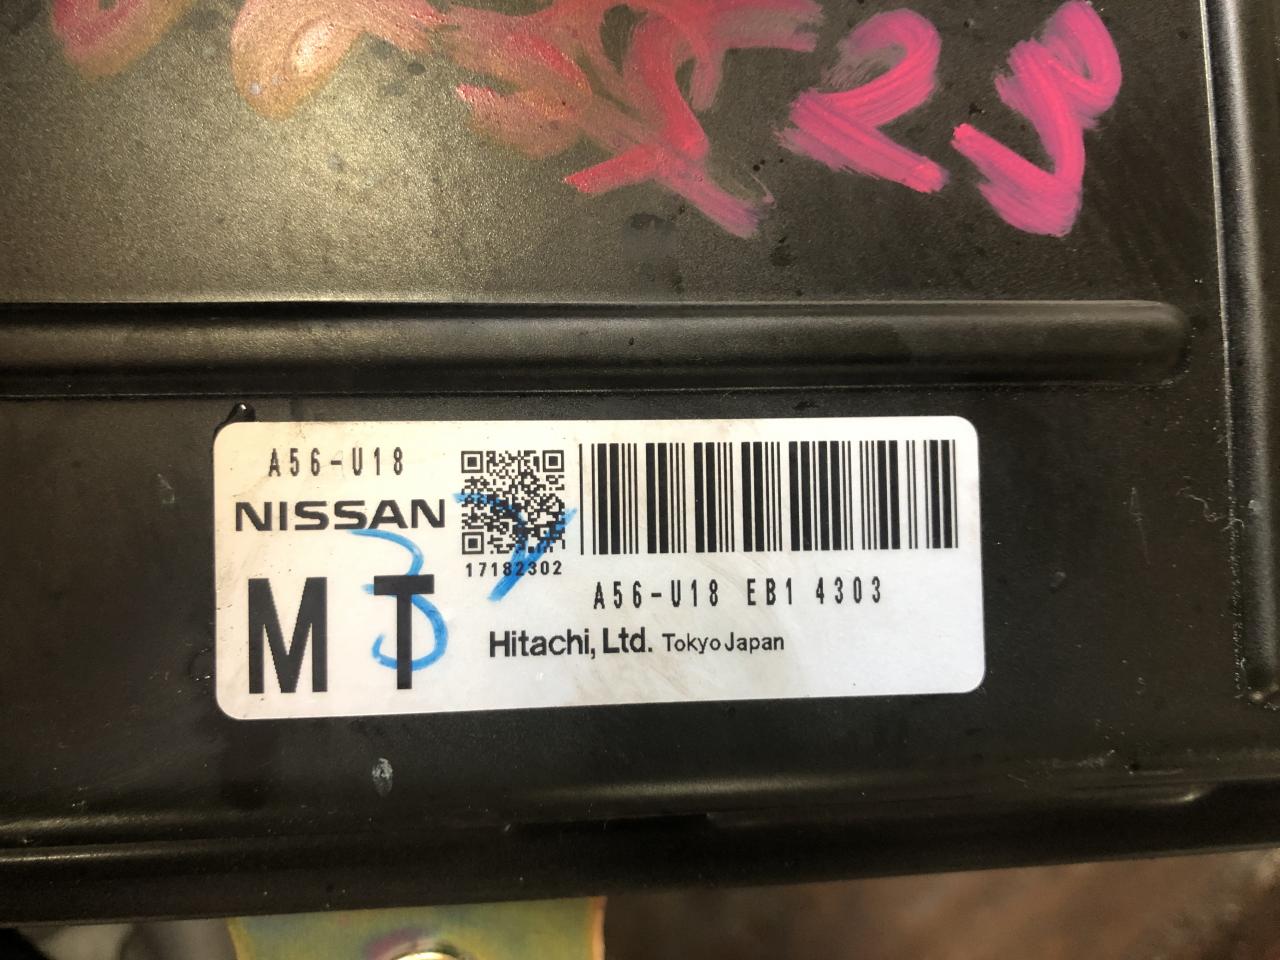 A56-U18
NISSAN
MT
17182302
A56-U18 EB1 4303
Hitachi, Ltd. Tokyo Japan